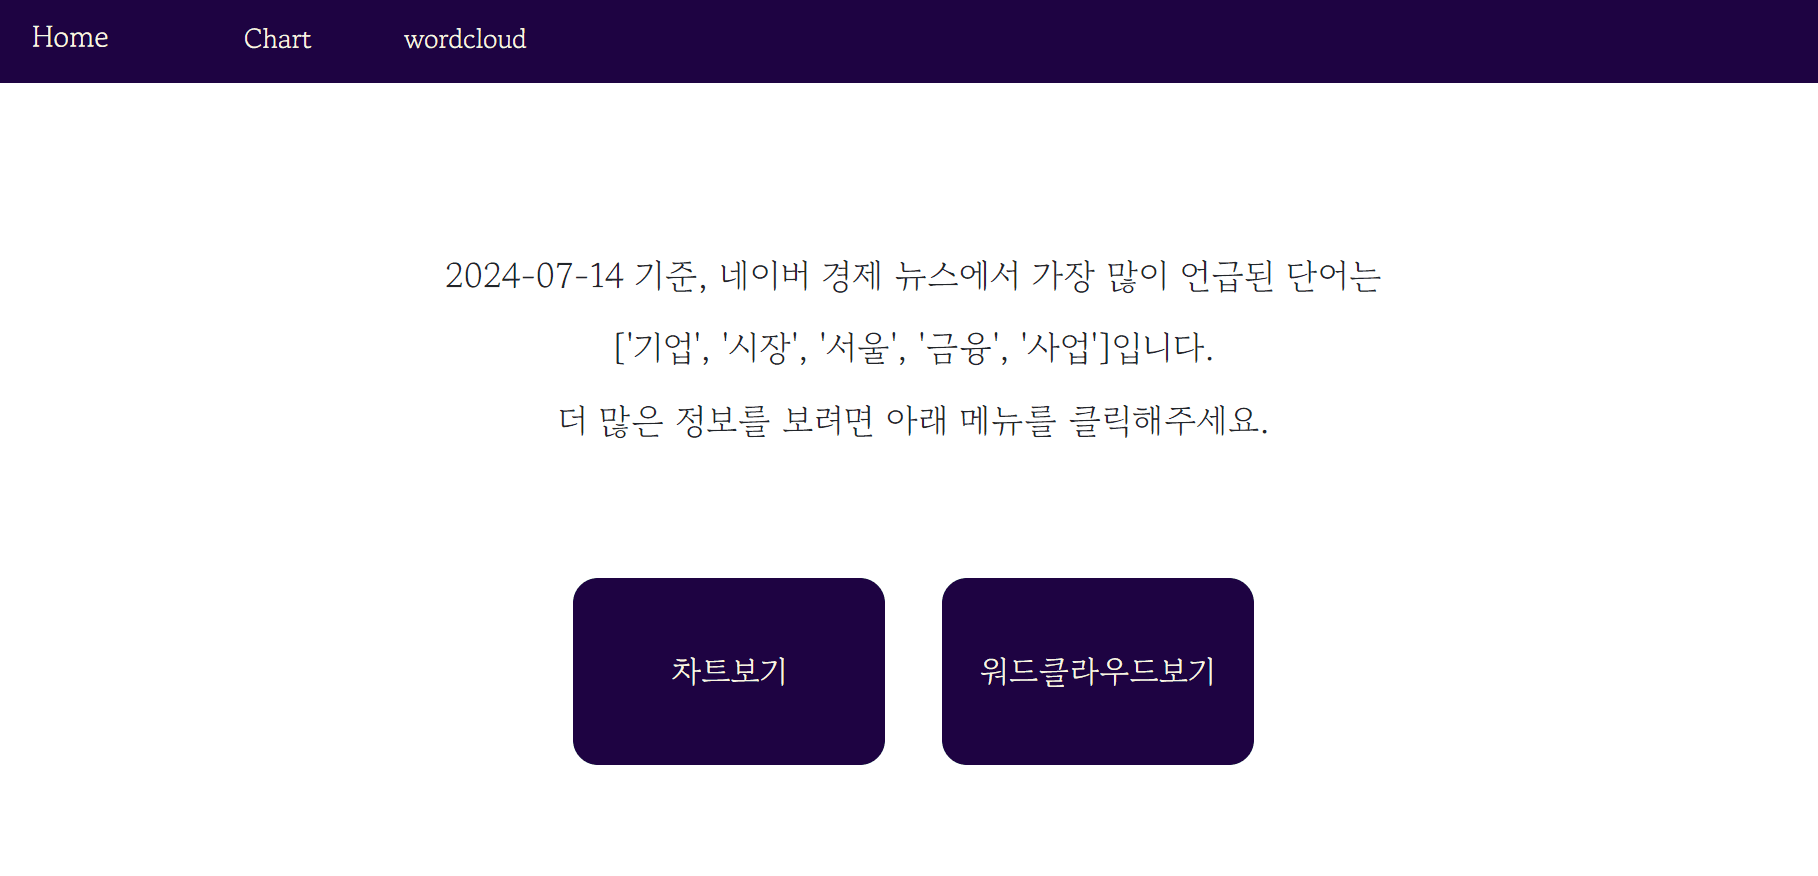 Home Chart wordcloud
2024-07-14 기준, 네이버 경제 뉴스에서 가장 많이 언급된 단어는
['기업', '시장', '서울', '금융', '사업']입니다.
더 많은 정보를 보려면 아래 메뉴를 클릭해주세요.
차트보기 워드클라우드보기